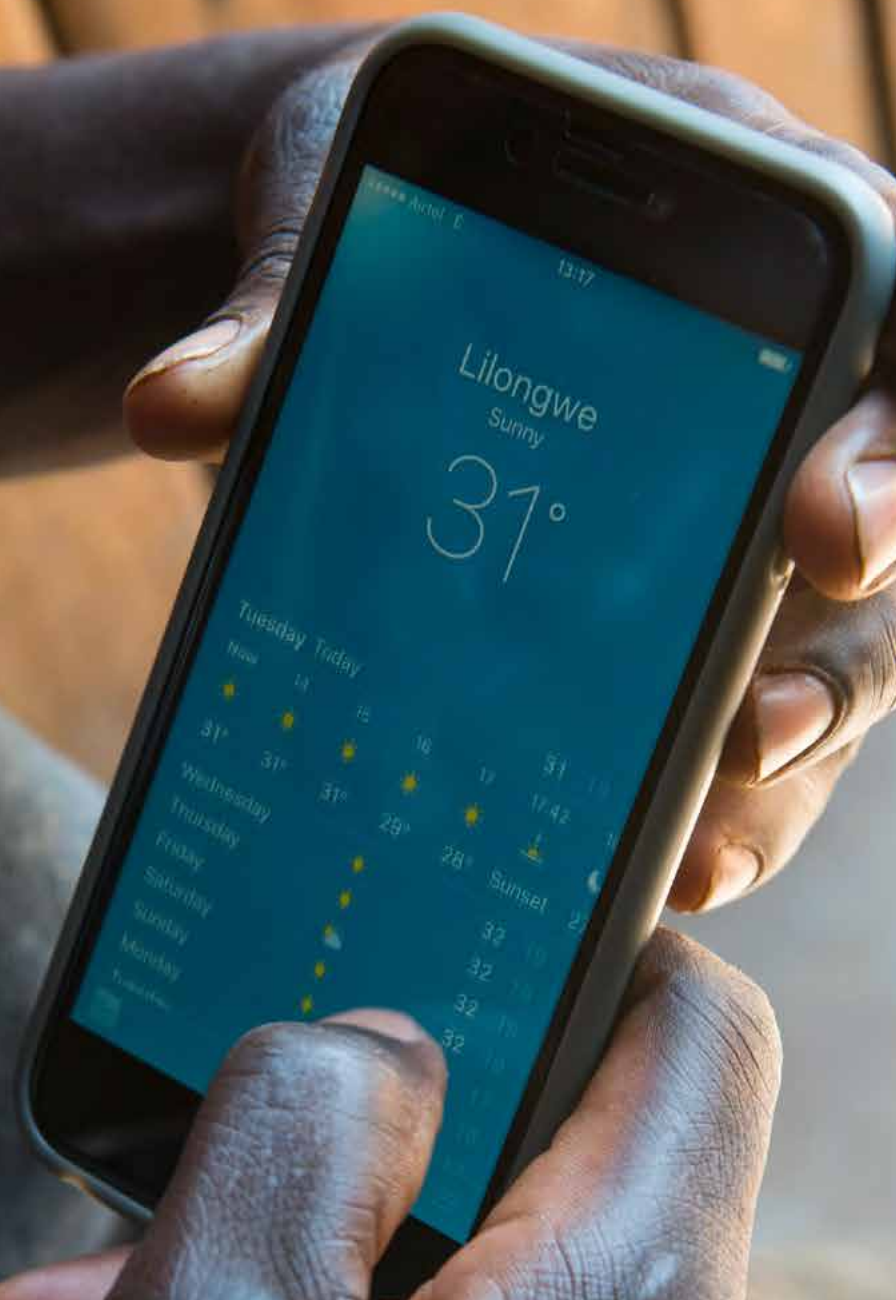 Airtel E
13:17
Lilongwe
Sunny
31°
Tuesday Today 31
Now 14 15 16 17 17:42
31° 31° 31° 29° 28° Sunset
Wednesday 32
Thursday 32
Friday 32
Saturday 32
Sunday
Monday